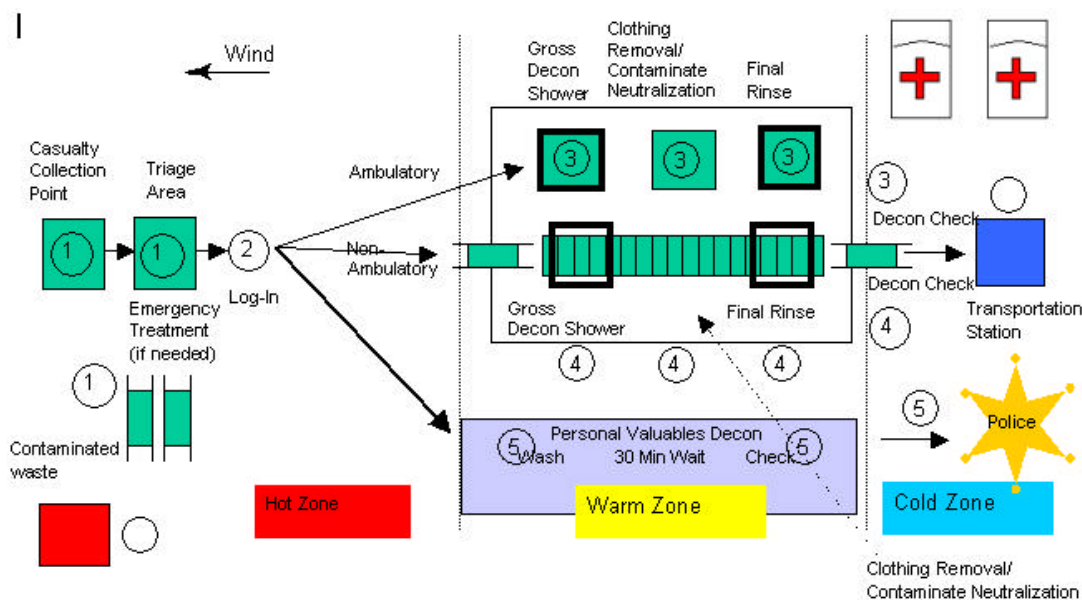 I
Wind
Casualty
Collection
Point
1
Triage
Area
1
2
Log-In
Emergency
Treatment
(if needed)
1
Contaminated
waste
Hot Zone
Ambulatory
Non-
Ambulatory
Gross
Decon
Shower
Clothing
Removal/
Contaminate
Neutralization
Final
Rinse
3
3
3
Gross
Decon Shower
Final Rinse
4
4
4
Personal Valuables Decon
5
Wash
30 Min Wait
Check
5
Warm Zone
3
Decon Check
Decon Check
4
Transportation
Station
5
Police
Cold Zone
Clothing Removal/
Contaminate Neutralization